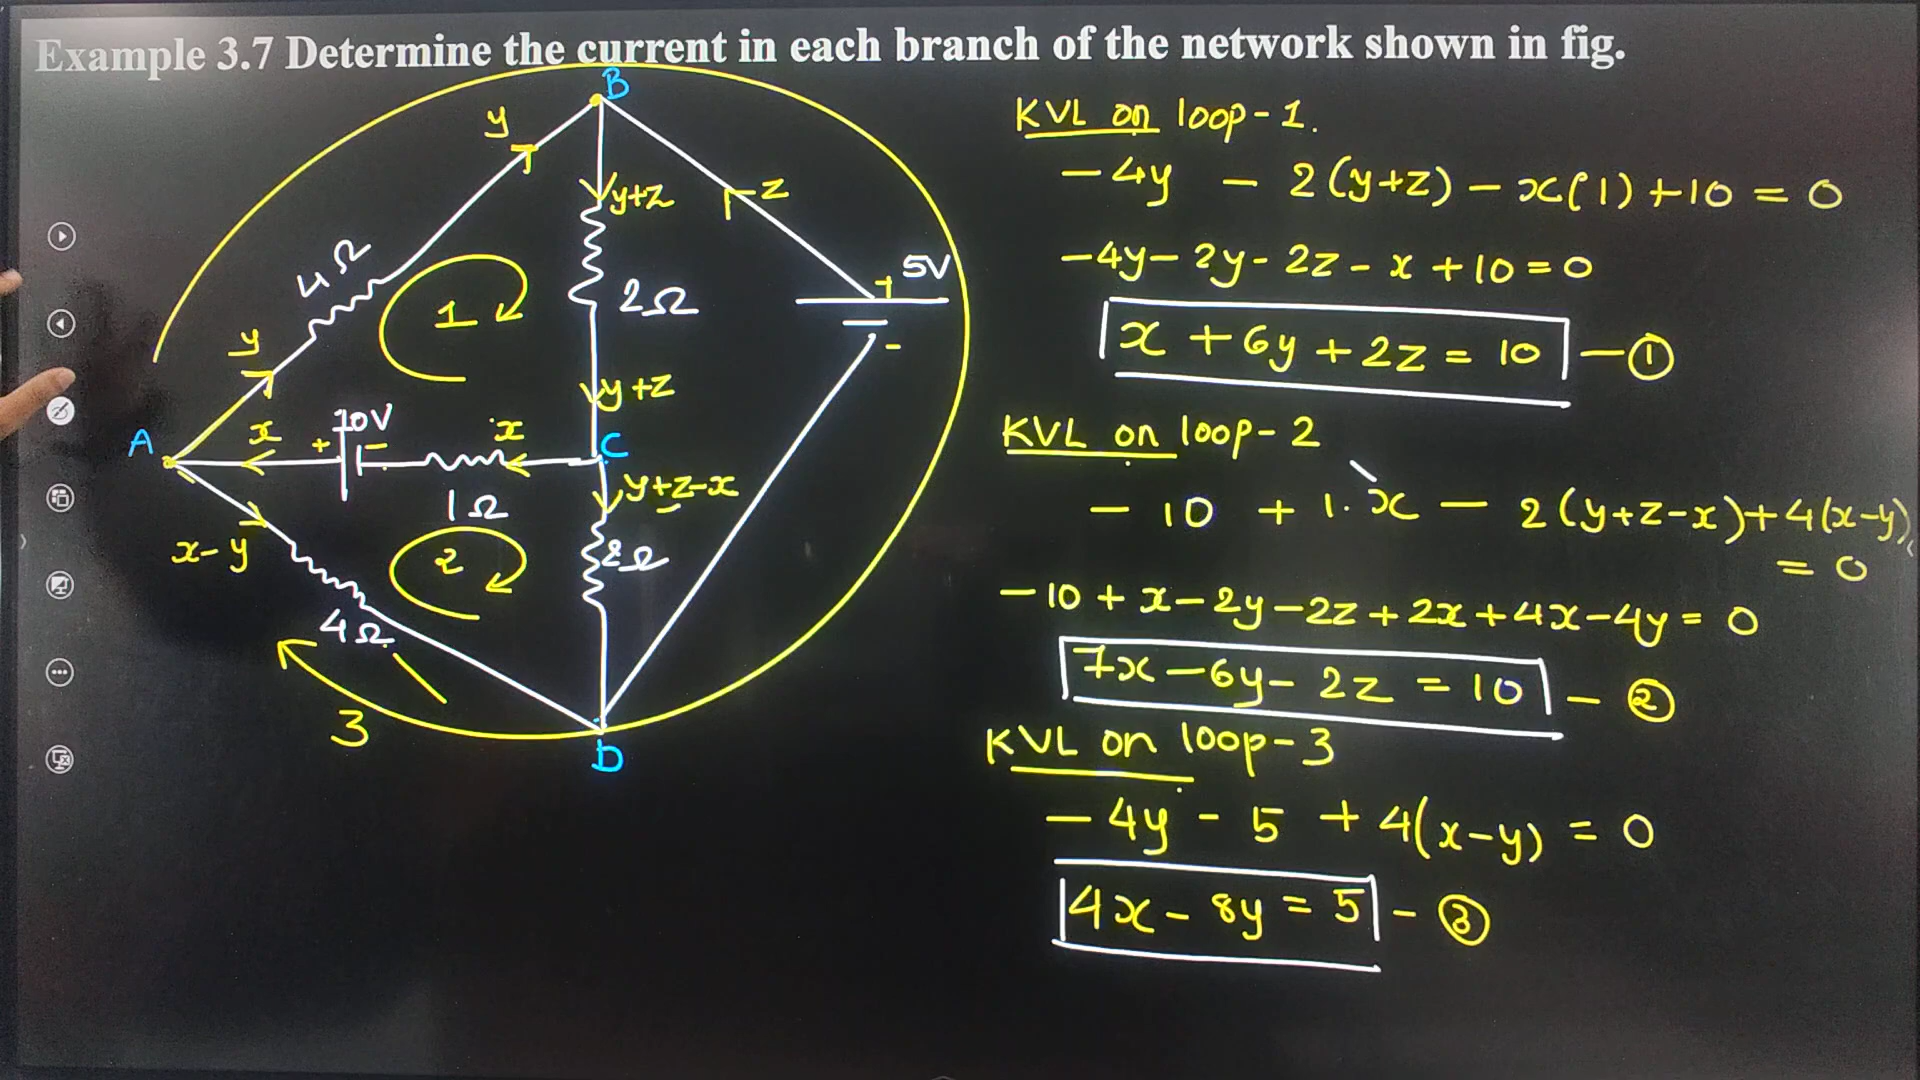 Example 3.7 Determine the current in each branch of the network shown in fig.
B
y
y+z
z
4Ω
1
2Ω
5V
+
-
y
y+z
A
x
+
10V
-
x
C
1Ω
y+z-x
x-y
2
2Ω
4Ω
3
D
KVL on loop-1.
-4y - 2(y+z) - x(1) +10 = 0
-4y-2y-2z-x+10=0
x+6y+2z=10 -①
KVL on loop-2
-10 + 1.x - 2(y+z-x)+4(x-y)
= 0
-10+x-2y-2z+2x+4x-4y=0
7x-6y-2z=10 -②
KVL on loop-3
-4y-5+4(x-y)=0
4x-8y=5 -③